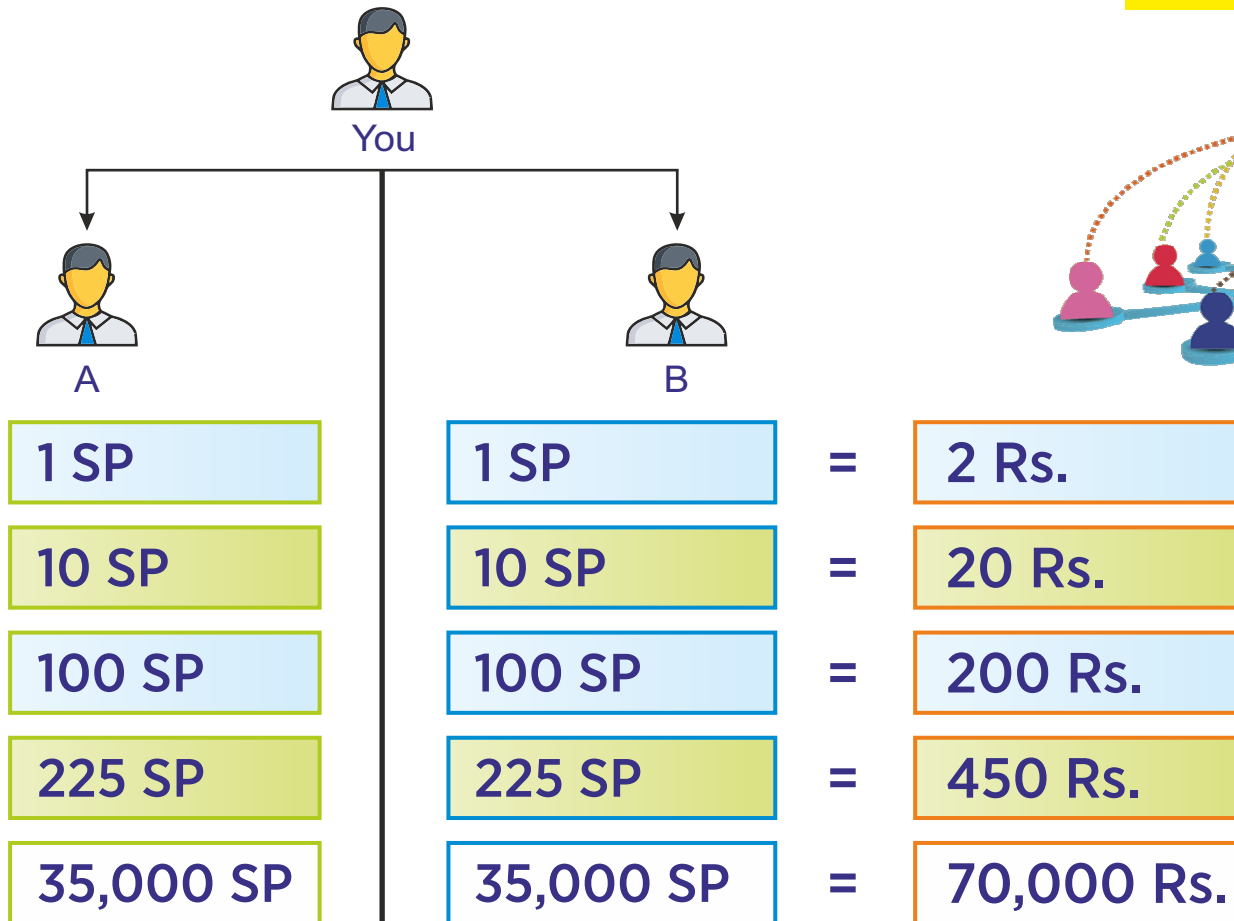 You
A B
1 SP 1 SP = 2 Rs.
10 SP 10 SP = 20 Rs.
100 SP 100 SP = 200 Rs.
225 SP 225 SP = 450 Rs.
35,000 SP 35,000 SP = 70,000 Rs.